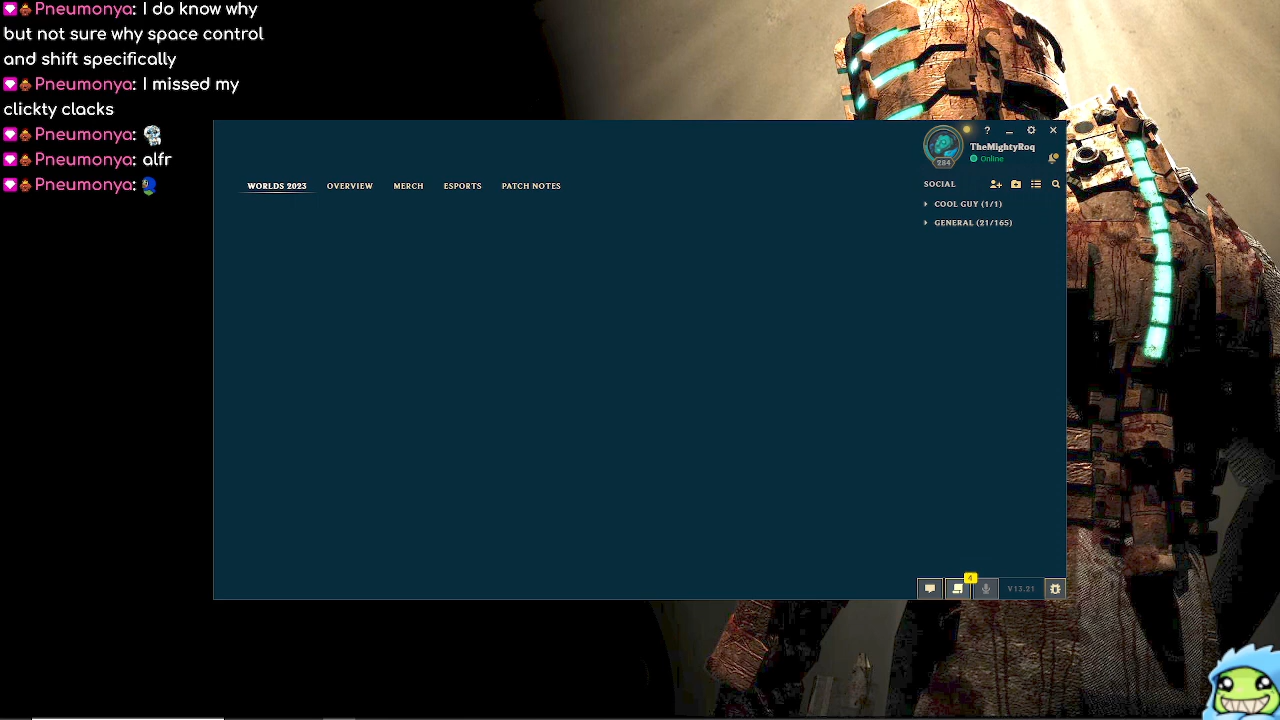 Pneumonya: I do know why
but not sure why space control
and shift specifically
Pneumonya: I missed my
clickty clacks
Pneumonya:
Pneumonya: alfr
Pneumonya:
?
TheMightyRoq
284
Online
WORLDS 2023 OVERVIEW MERCH ESPORTS PATCH NOTES
SOCIAL
COOL GUY (1/1)
GENERAL (21/165)
4
V13.21